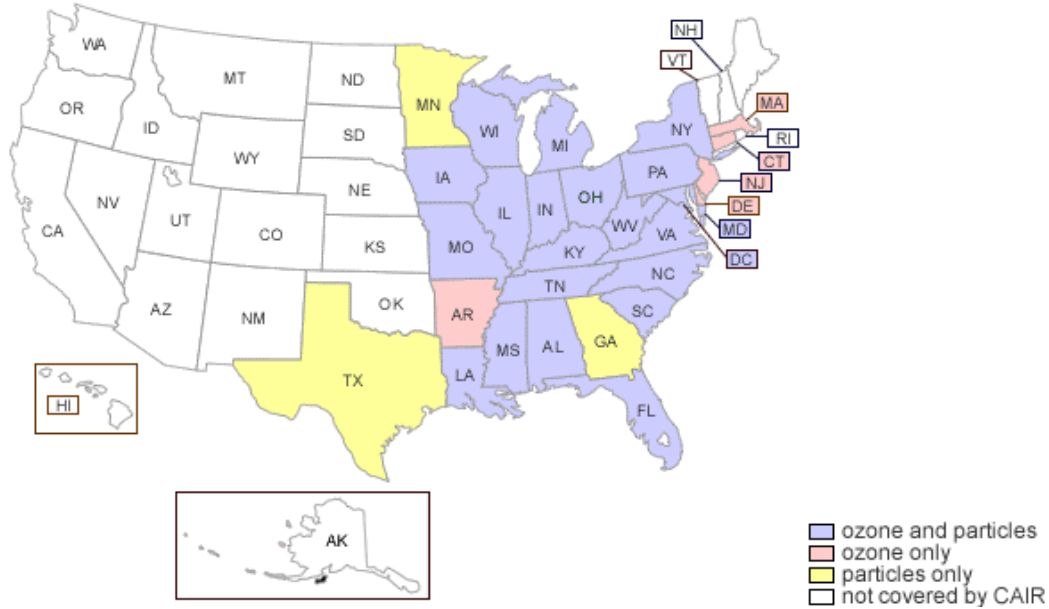 NH
WA
VT
MT
ND
MN
MA
OR
ID
SD
WI
MI
NY
RI
WY
CT
PA
IA
NE
NJ
NV
OH
IL
IN
DE
UT
WV
MD
CA
CO
KS
MO
VA
KY
DC
NC
TN
AZ
NM
OK
AR
SC
GA
MS
AL
TX
LA
HI
FL
AK
ozone and particles
ozone only
particles only
not covered by CAIR